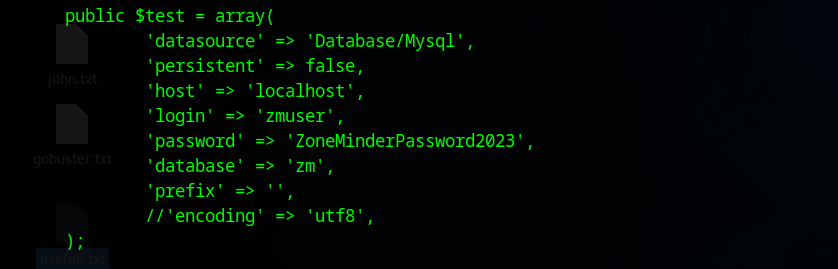 public $test = array(
'datasource' => 'Database/Mysql',
'persistent' => false,
'host' => 'localhost',
john.txt
'login' => 'zmuser',
'password' => 'ZoneMinderPassword2023',
gobuster.txt
'database' => 'zm',
'prefix' => '',
//'encoding' => 'utf8',
);
usefull.txt